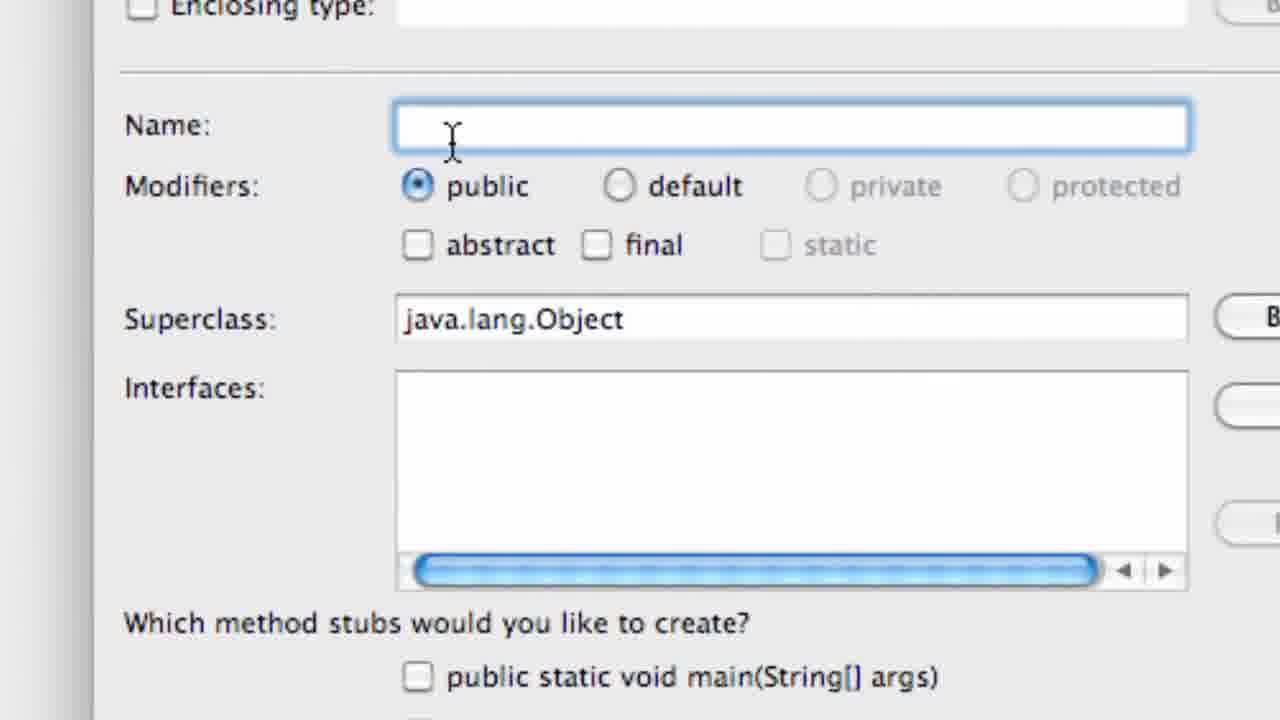 Enclosing type:
Name:
Modifiers: public default private protected
abstract final static
Superclass: java.lang.Object
Interfaces:
Which method stubs would you like to create?
public static void main(String[] args)